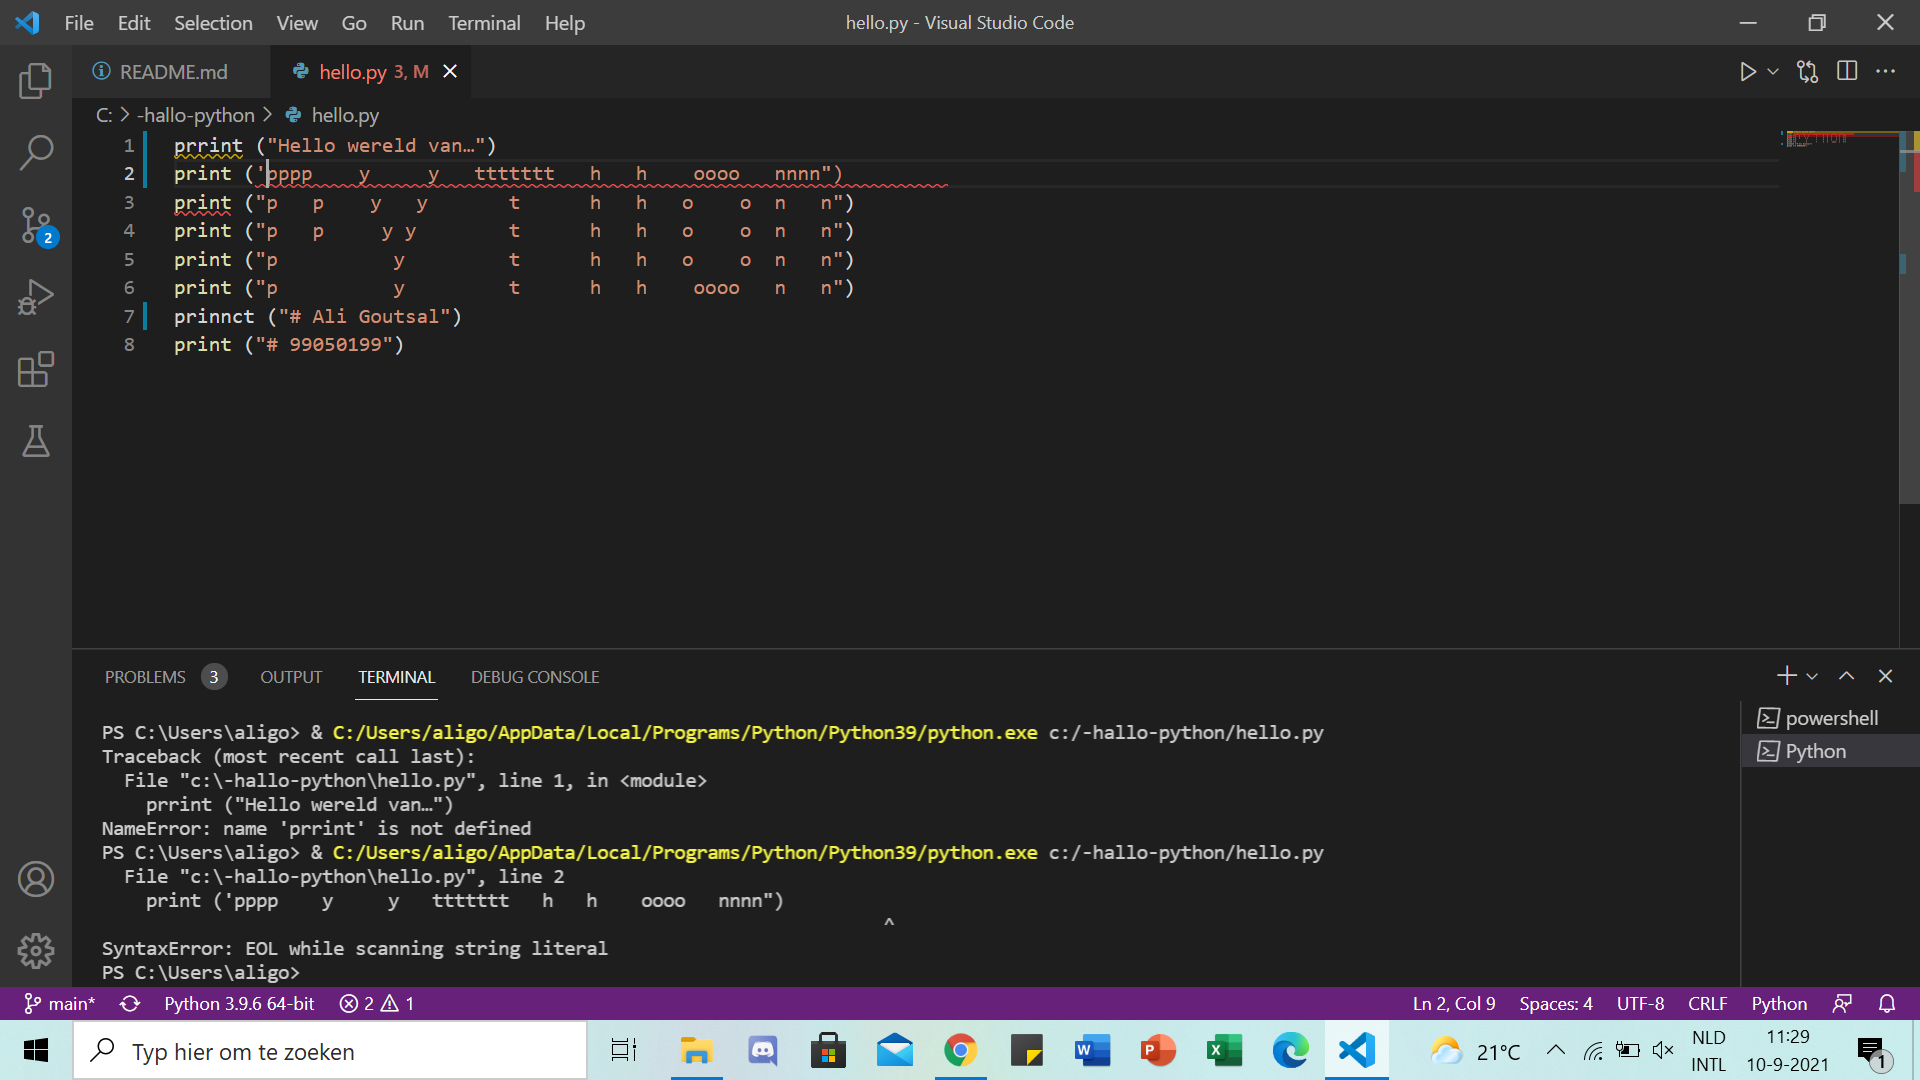 File Edit Selection View Go Run Terminal Help hello.py - Visual Studio Code
README.md hello.py 3, M
C: > -hallo-python > hello.py
1 prrint ("Hello wereld van…")
2 print ('pppp    y     y   ttttttt   h   h    oooo   nnnn")
3 print ("p   p    y   y       t      h   h   o    o  n   n")
4 print ("p   p     y y        t      h   h   o    o  n   n")
5 print ("p          y         t      h   h   o    o  n   n")
6 print ("p          y         t      h   h    oooo   n   n")
7 prinnct ("# Ali Goutsal")
8 print ("# 99050199")
2
PROBLEMS 3 OUTPUT TERMINAL DEBUG CONSOLE
PS C:\Users\aligo> & C:/Users/aligo/AppData/Local/Programs/Python/Python39/python.exe c:/-hallo-python/hello.py
Traceback (most recent call last):
  File "c:\-hallo-python\hello.py", line 1, in <module>
    prrint ("Hello wereld van…")
NameError: name 'prrint' is not defined
PS C:\Users\aligo> & C:/Users/aligo/AppData/Local/Programs/Python/Python39/python.exe c:/-hallo-python/hello.py
  File "c:\-hallo-python\hello.py", line 2
    print ('pppp    y     y   ttttttt   h   h    oooo   nnnn")
                                                                       ^
SyntaxError: EOL while scanning string literal
PS C:\Users\aligo>
powershell
Python
main* Python 3.9.6 64-bit 2 1 Ln 2, Col 9 Spaces: 4 UTF-8 CRLF Python
Typ hier om te zoeken 21°C NLD INTL 11:29 10-9-2021 1